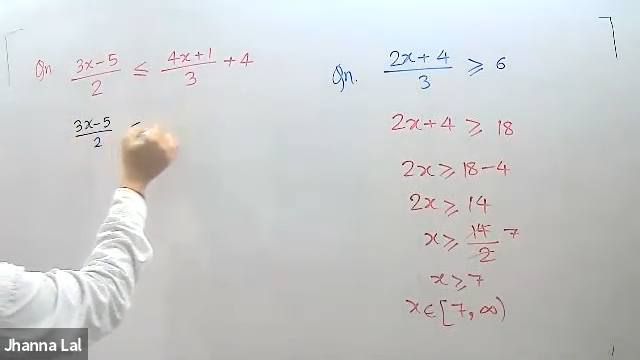 Qn. (3x-5)/2 ≤ (4x+1)/3 + 4
(3x-5)/2
Qn. (2x+4)/3 ≥ 6
2x+4 ≥ 18
2x ≥ 18-4
2x ≥ 14
x ≥ 14/2 7
x ≥ 7
x ∈ [7, ∞)
Jhanna Lal